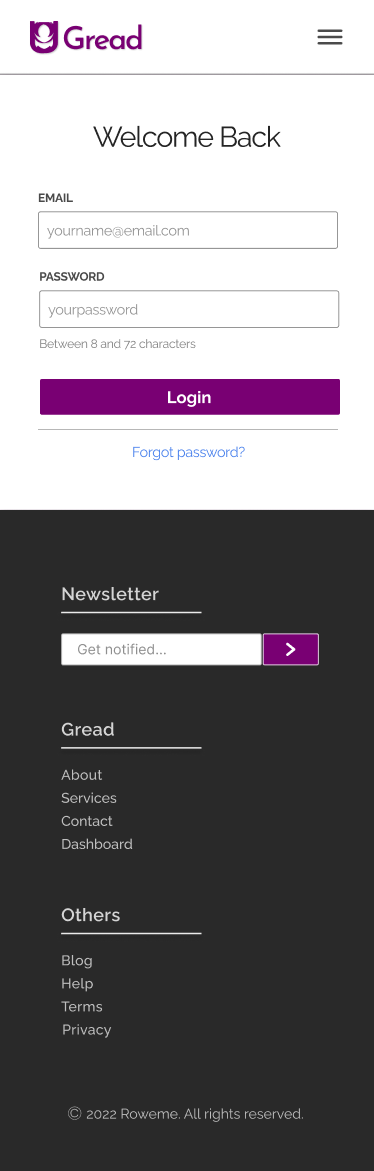 Gread
Welcome Back
EMAIL
yourname@email.com
PASSWORD
yourpassword
Between 8 and 72 characters
Login
Forgot password?
Newsletter
Get notified...
Gread
About
Services
Contact
Dashboard
Others
Blog
Help
Terms
Privacy
© 2022 Roweme. All rights reserved.